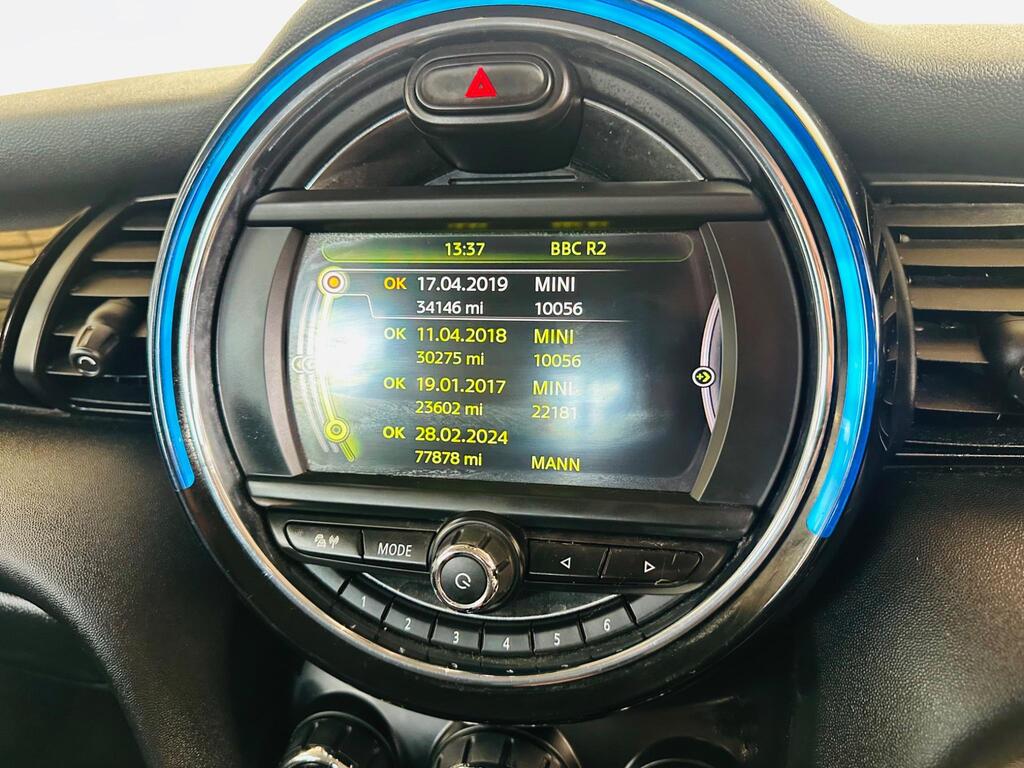 13:37 BBC R2
OK 17.04.2019 MINI
34146 mi 10056
OK 11.04.2018 MINI
30275 mi 10056
OK 19.01.2017 MINI
23602 mi 22181
OK 28.02.2024
77878 mi MANN
MODE
1 2 3 4 5 6